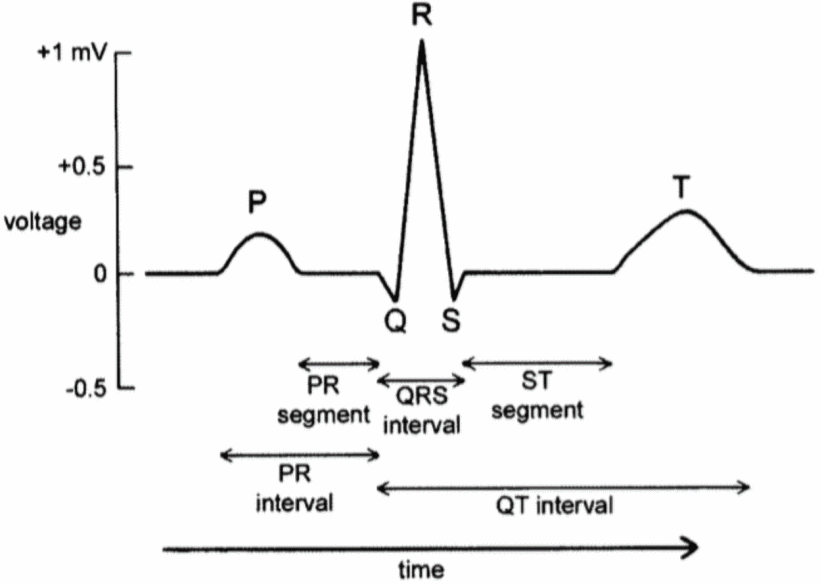 R
+1 mV
+0.5
P
T
voltage
0
Q
S
-0.5
PR
segment
QRS
interval
ST
segment
PR
interval
QT interval
time